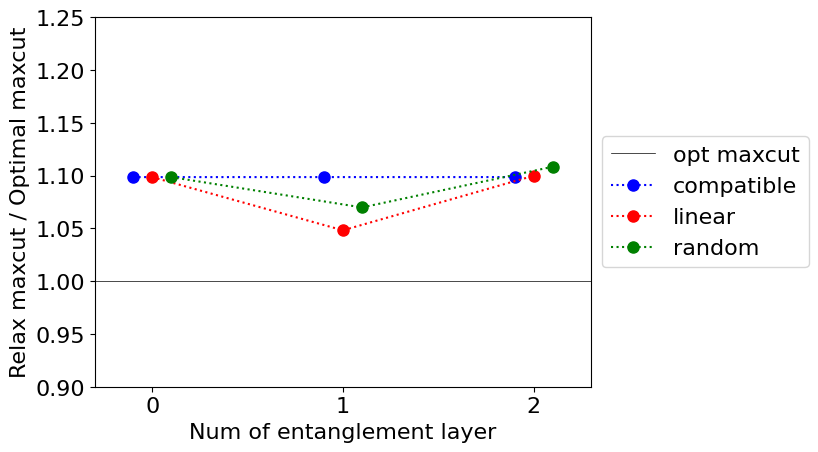 Relax maxcut / Optimal maxcut
1.25
1.20
1.15
1.10
1.05
1.00
0.95
0.90
0 1 2
Num of entanglement layer
opt maxcut
compatible
linear
random